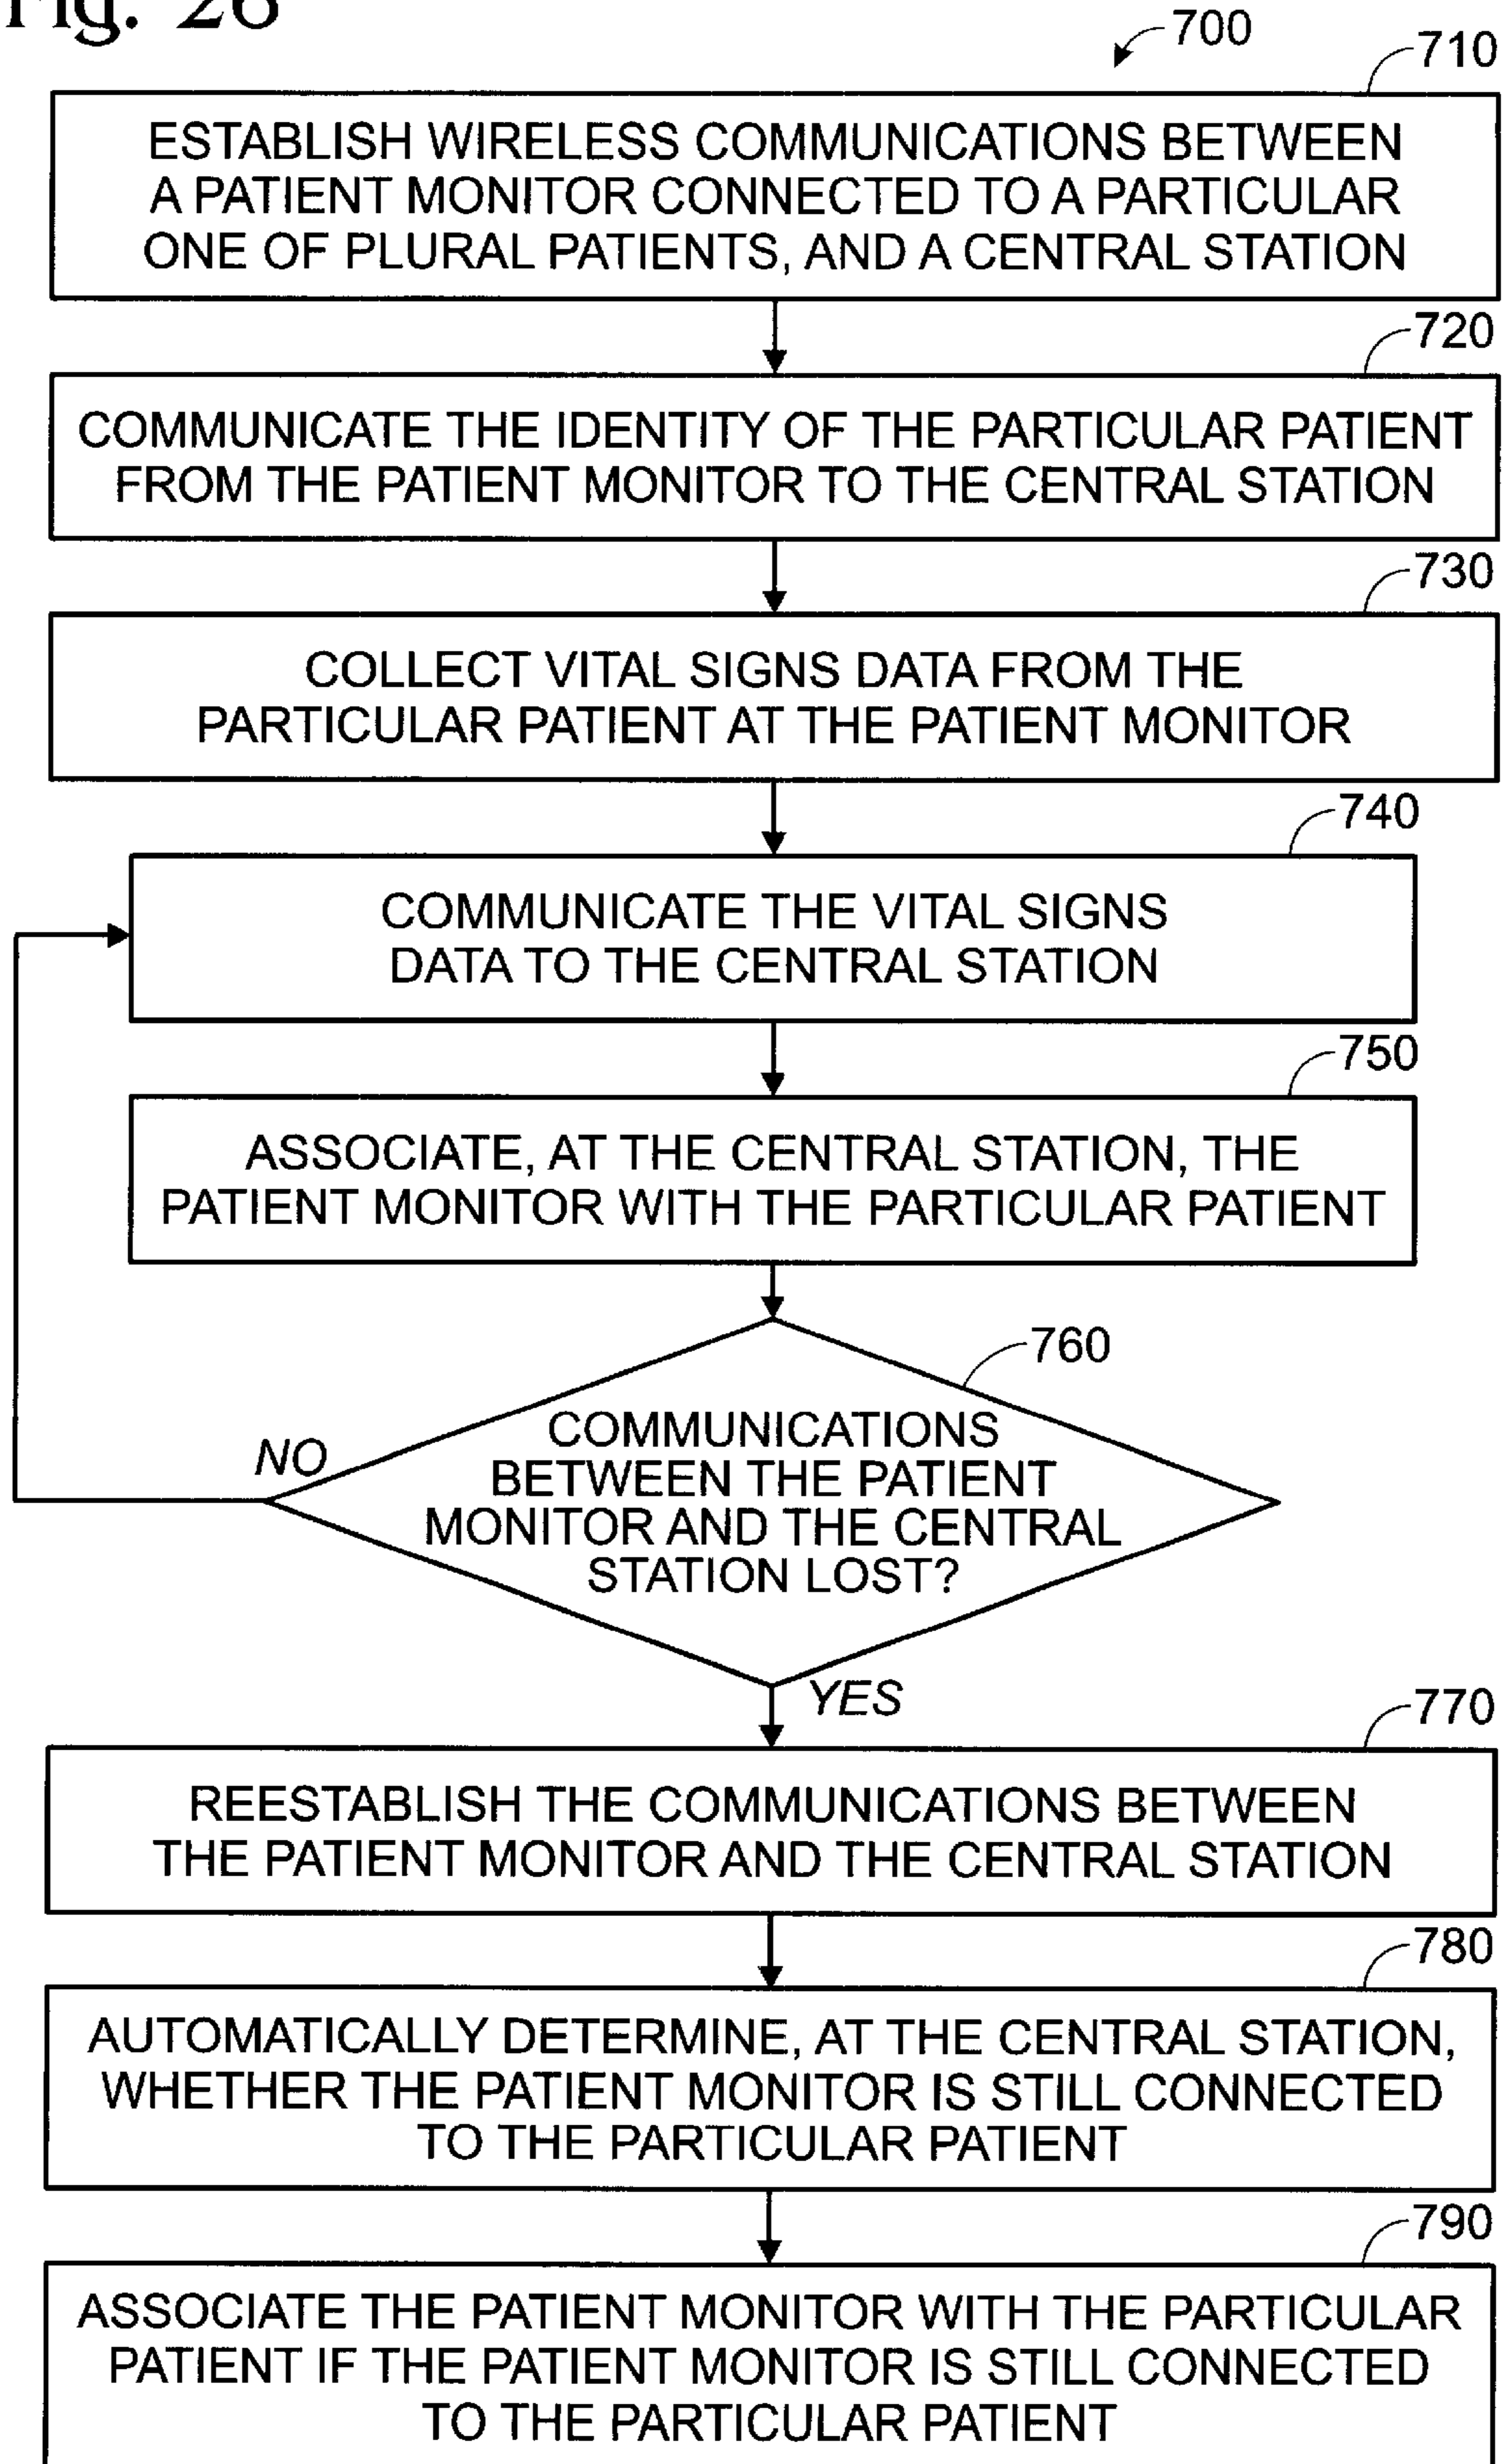 Fig. 26
700
710
ESTABLISH WIRELESS COMMUNICATIONS BETWEEN
A PATIENT MONITOR CONNECTED TO A PARTICULAR
ONE OF PLURAL PATIENTS, AND A CENTRAL STATION
720
COMMUNICATE THE IDENTITY OF THE PARTICULAR PATIENT
FROM THE PATIENT MONITOR TO THE CENTRAL STATION
730
COLLECT VITAL SIGNS DATA FROM THE
PARTICULAR PATIENT AT THE PATIENT MONITOR
740
COMMUNICATE THE VITAL SIGNS
DATA TO THE CENTRAL STATION
750
ASSOCIATE, AT THE CENTRAL STATION, THE
PATIENT MONITOR WITH THE PARTICULAR PATIENT
760
COMMUNICATIONS
BETWEEN THE PATIENT
MONITOR AND THE CENTRAL
STATION LOST?
NO
YES
770
REESTABLISH THE COMMUNICATIONS BETWEEN
THE PATIENT MONITOR AND THE CENTRAL STATION
780
AUTOMATICALLY DETERMINE, AT THE CENTRAL STATION,
WHETHER THE PATIENT MONITOR IS STILL CONNECTED
TO THE PARTICULAR PATIENT
790
ASSOCIATE THE PATIENT MONITOR WITH THE PARTICULAR
PATIENT IF THE PATIENT MONITOR IS STILL CONNECTED
TO THE PARTICULAR PATIENT